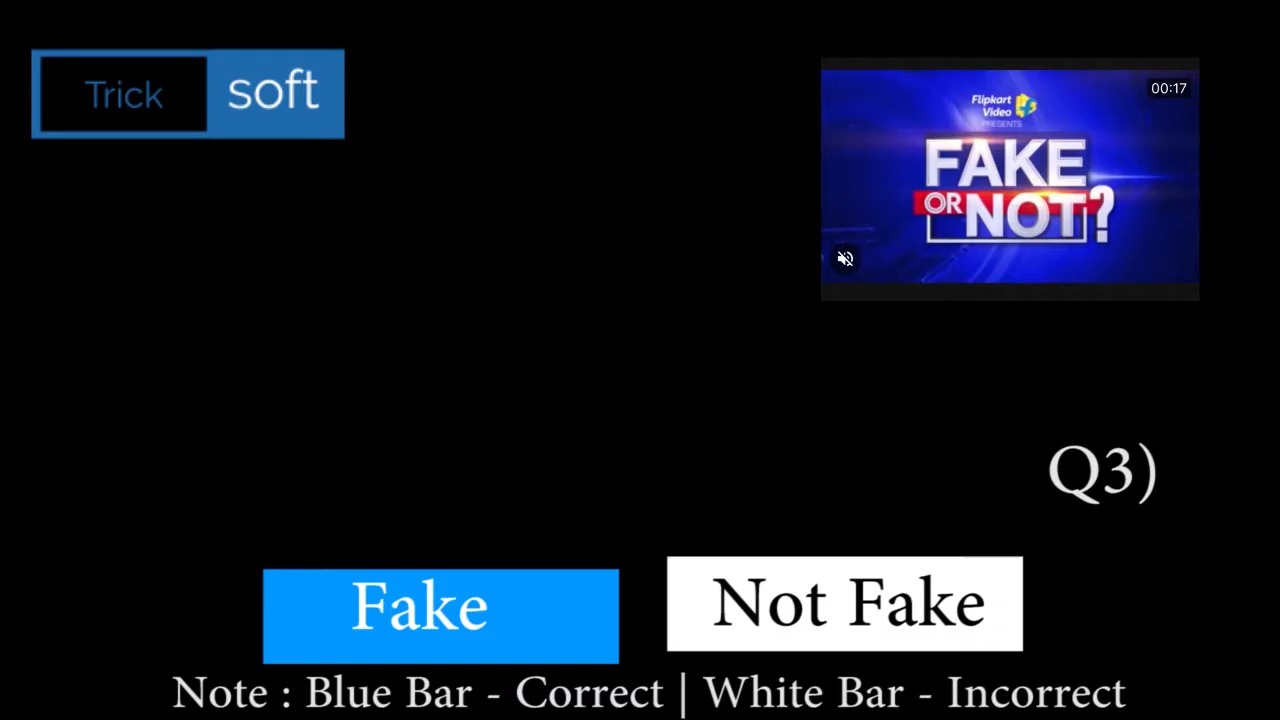 Trick soft
00:17
Flipkart
Video
PRESENTS
FAKE
OR NOT?
Q3)
Fake
Not Fake
Note : Blue Bar - Correct | White Bar - Incorrect